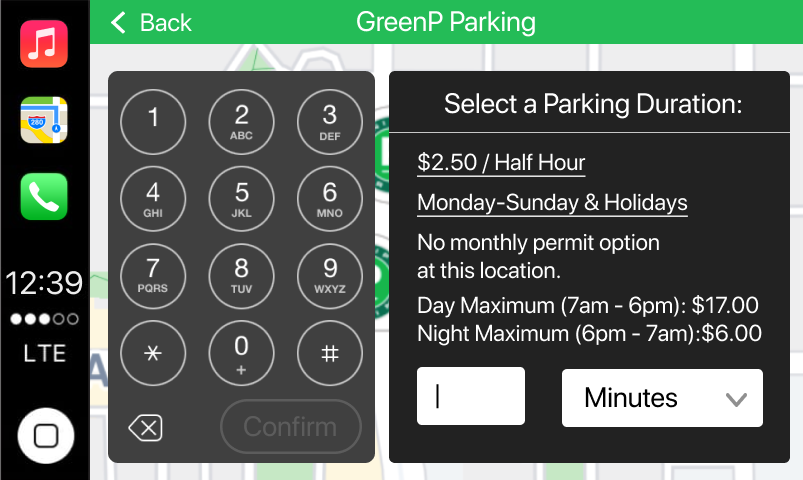 Back
GreenP Parking
280
12:39
LTE
1
2
ABC
3
DEF
4
GHI
5
JKL
6
MNO
7
PQRS
8
TUV
9
WXYZ
*
0
+
#
Confirm
Select a Parking Duration:
$2.50 / Half Hour
Monday-Sunday & Holidays
No monthly permit option
at this location.
Day Maximum (7am - 6pm): $17.00
Night Maximum (6pm - 7am):$6.00
Minutes